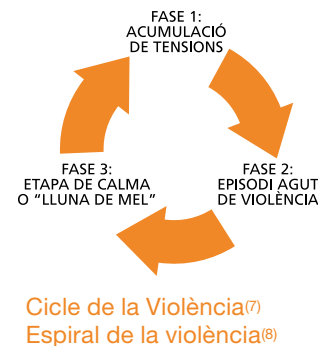 FASE 1:
ACUMULACIÓ
DE TENSIONS
FASE 3:
ETAPA DE CALMA
O “LLUNA DE MEL”
FASE 2:
EPISODI AGUT
DE VIOLÈNCIA
Cicle de la Violència(7)
Espiral de la violència(8)